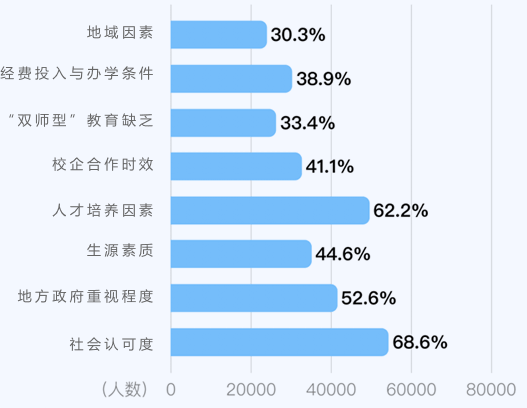 地域因素 30.3%
经费投入与办学条件 38.9%
“双师型”教育缺乏 33.4%
校企合作时效 41.1%
人才培养因素 62.2%
生源素质 44.6%
地方政府重视程度 52.6%
社会认可度 68.6%
(人数) 0 20000 40000 60000 80000